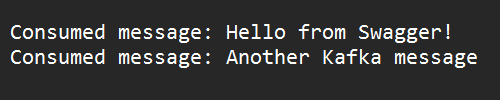 Consumed message: Hello from Swagger!
Consumed message: Another Kafka message